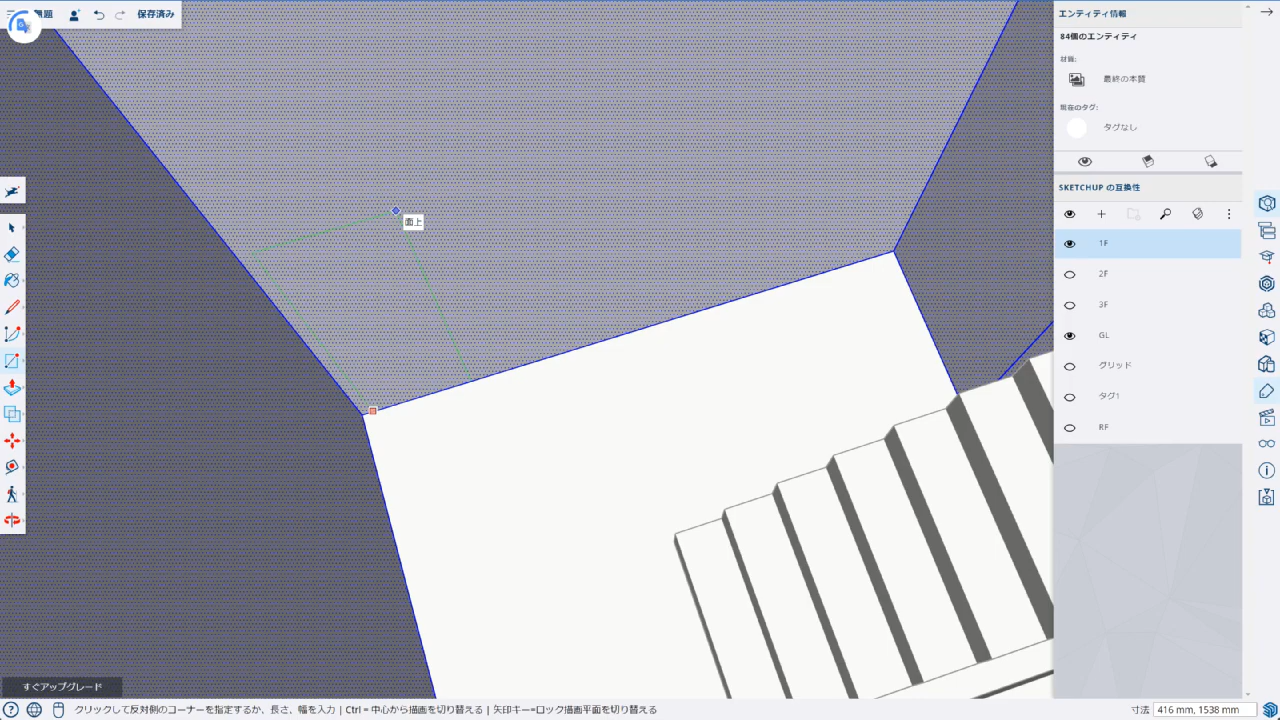 題
保存済み
エンティティ情報
84個のエンティティ
材質:
最終の本質
現在のタグ:
タグなし
SKETCHUP の互換性
1F
2F
3F
GL
グリッド
タグ1
RF
面上
すぐアップグレード
クリックして反対側のコーナーを指定するか、長さ、幅を入力 | Ctrl = 中心から描画を切り替える | 矢印キー=ロック描画平面を切り替える
寸法 416 mm, 1538 mm